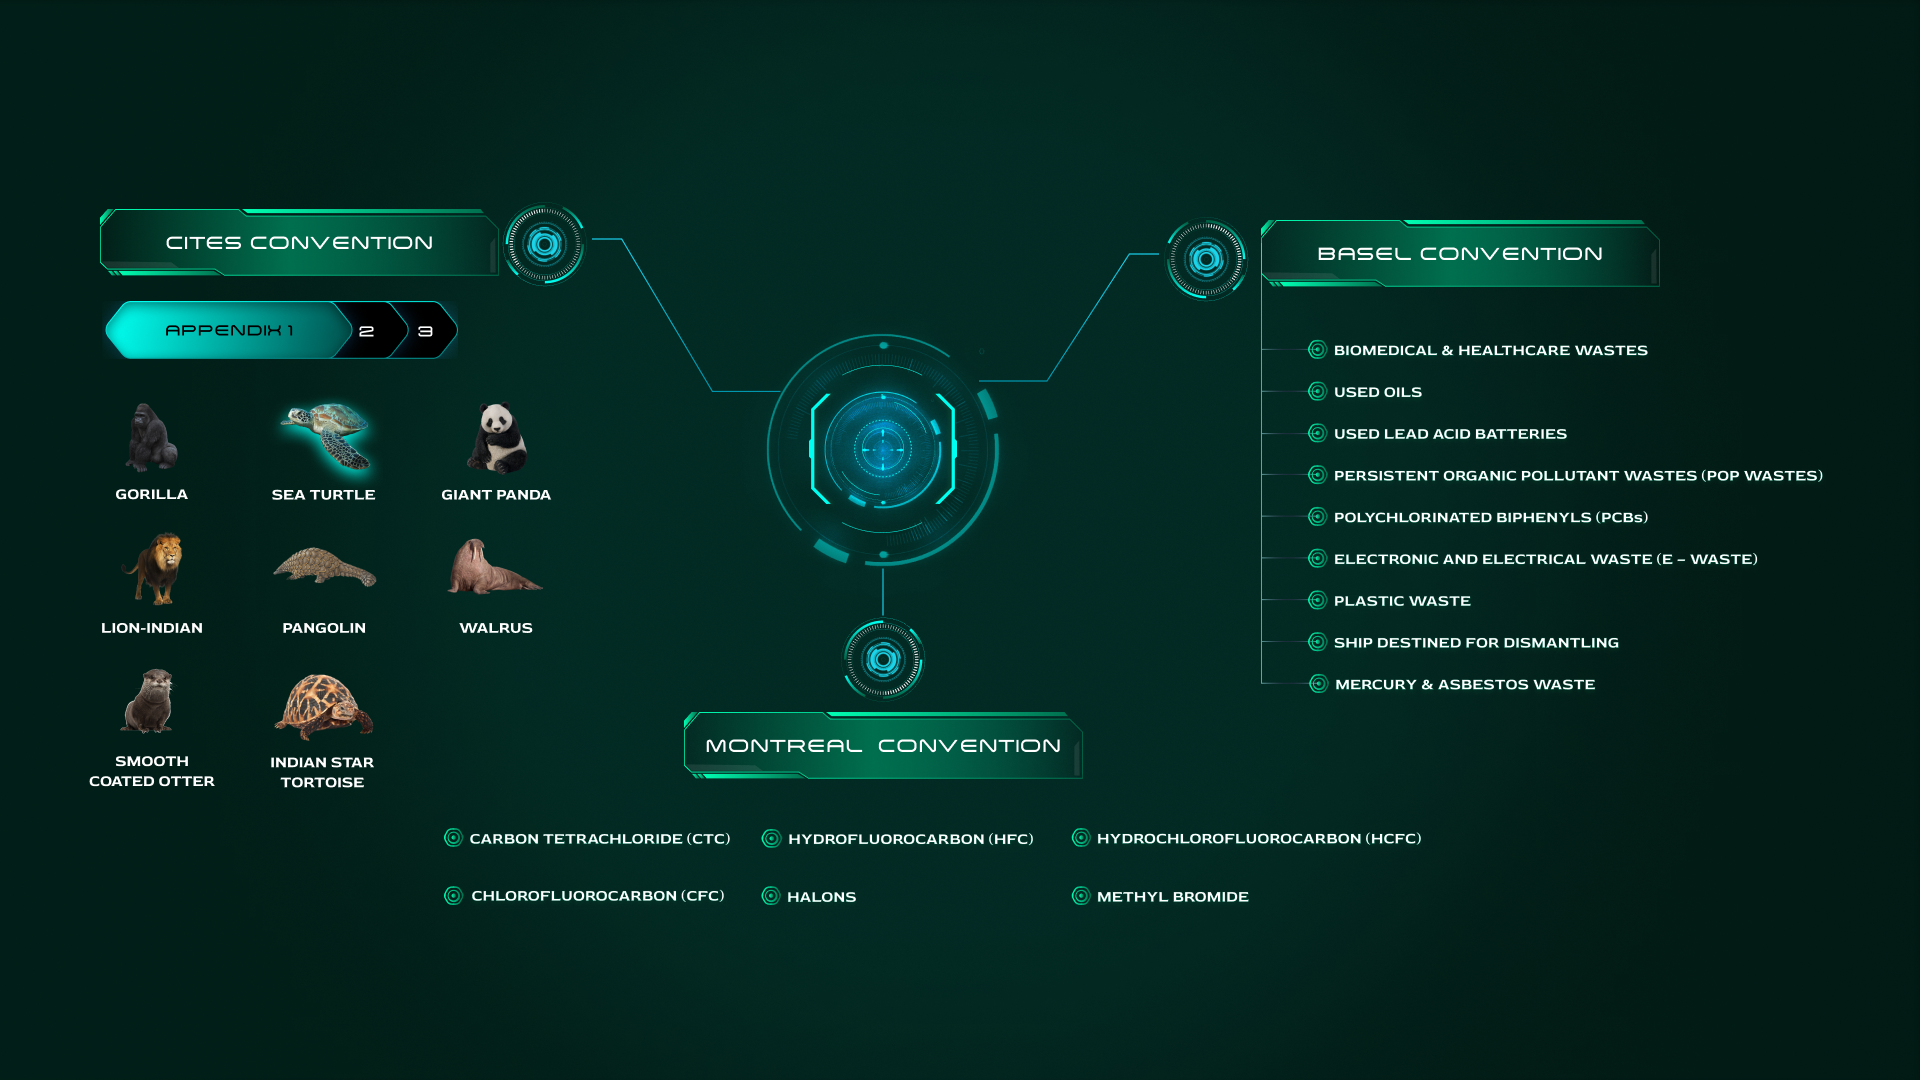 CITES CONVENTION
APPENDIX 1
2
3
GORILLA
SEA TURTLE
GIANT PANDA
LION-INDIAN
PANGOLIN
WALRUS
SMOOTH
COATED OTTER
INDIAN STAR
TORTOISE
BASEL CONVENTION
BIOMEDICAL & HEALTHCARE WASTES
USED OILS
USED LEAD ACID BATTERIES
PERSISTENT ORGANIC POLLUTANT WASTES (POP WASTES)
POLYCHLORINATED BIPHENYLS (PCBs)
ELECTRONIC AND ELECTRICAL WASTE (E – WASTE)
PLASTIC WASTE
SHIP DESTINED FOR DISMANTLING
MERCURY & ASBESTOS WASTE
MONTREAL CONVENTION
CARBON TETRACHLORIDE (CTC)
HYDROFLUOROCARBON (HFC)
HYDROCHLOROFLUOROCARBON (HCFC)
CHLOROFLUOROCARBON (CFC)
HALONS
METHYL BROMIDE